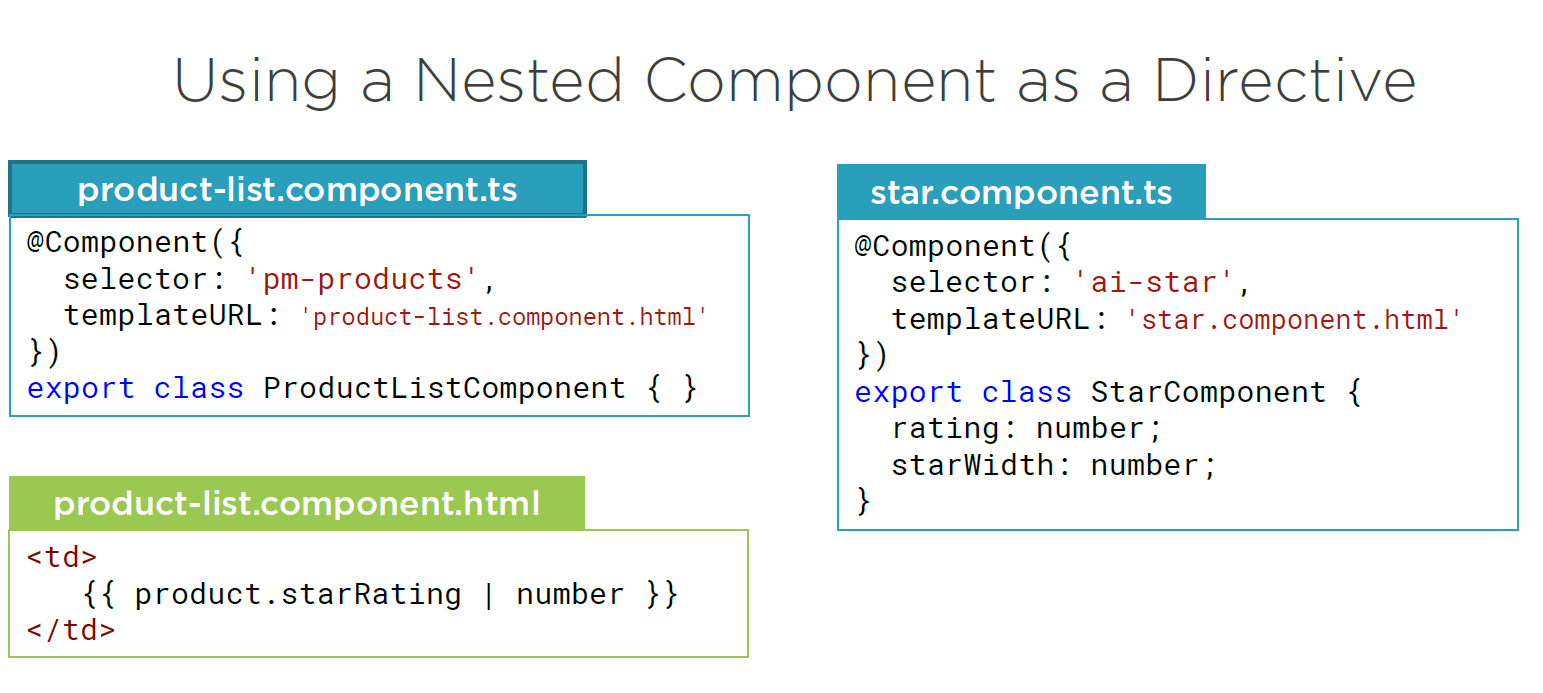 Using a Nested Component as a Directive
product-list.component.ts
@Component({
  selector: 'pm-products',
  templateURL: 'product-list.component.html'
})
export class ProductListComponent { }
product-list.component.html
<td>
   {{ product.starRating | number }}
</td>
star.component.ts
@Component({
  selector: 'ai-star',
  templateURL: 'star.component.html'
})
export class StarComponent {
  rating: number;
  starWidth: number;
}